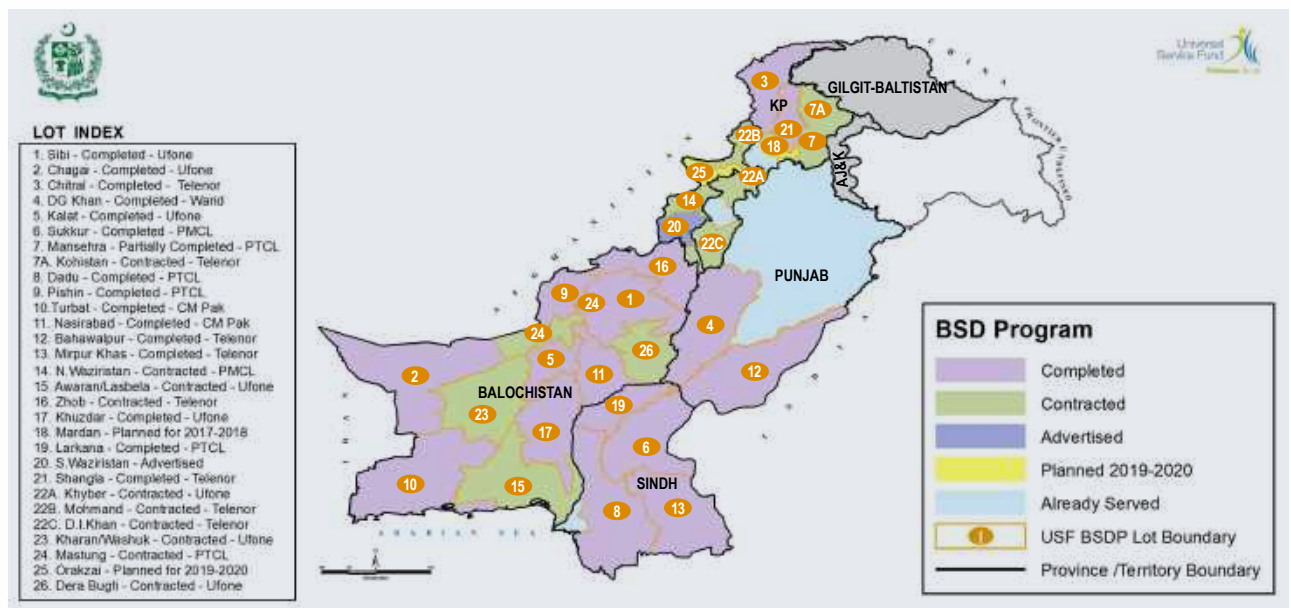 Universal
Service Fund
LOT INDEX
1. Sibi - Completed - Ufone
2. Chagai - Completed - Ufone
3. Chitral - Completed - Telenor
4. DG Khan - Completed - Warid
5. Kalat - Completed - Ufone
6. Sukkur - Completed - PMCL
7. Mansehra - Partially Completed - PTCL
7A. Kohistan - Contracted - Telenor
8. Dadu - Completed - PTCL
9. Pishin - Completed - PTCL
10. Turbat - Completed - CM Pak
11. Nasirabad - Completed - CM Pak
12. Bahawalpur - Completed - Telenor
13. Mirpur Khas - Completed - Telenor
14. N.Waziristan - Contracted - PMCL
15. Awaran/Lasbela - Contracted - Ufone
16. Zhob - Contracted - Telenor
17. Khuzdar - Completed - Ufone
18. Mardan - Planned for 2017-2018
19. Larkana - Completed - PTCL
20. S.Waziristan - Advertised
21. Shangla - Completed - Telenor
22A. Khyber - Contracted - Ufone
22B. Mohmand - Contracted - Telenor
22C. D.I.Khan - Contracted - Telenor
23. Kharan/Washuk - Contracted - Ufone
24. Mastung - Contracted - PTCL
25. Orakzai - Planned for 2019-2020
26. Dera Bugti - Contracted - Ufone
CHINA
GILGIT-BALTISTAN
FRONTIER UNDEFINED
AJ&K
AFGHANISTAN
KP
3
7A
21
22B
18
7
25
22A
14
20
22C
PUNJAB
16
9
24
1
4
24
26
5
2
11
12
BALOCHISTAN
19
23
17
6
SINDH
10
15
8
13
IRAN
INDIA
ARABIAN SEA
BSD Program
Completed
Contracted
Advertised
Planned 2019-2020
Already Served
1 USF BSDP Lot Boundary
Province /Territory Boundary